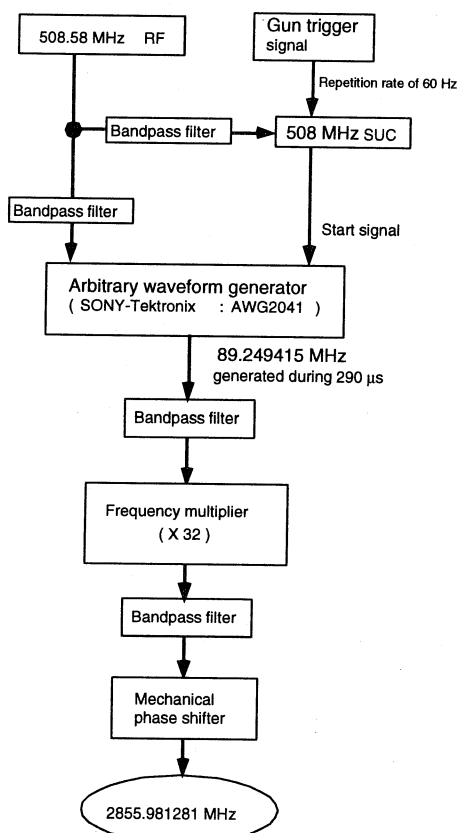 508.58 MHz RF
Gun trigger
signal
Repetition rate of 60 Hz
Bandpass filter
508 MHz SUC
Bandpass filter
Start signal
Arbitrary waveform generator
( SONY-Tektronix : AWG2041 )
89.249415 MHz
generated during 290 µs
Bandpass filter
Frequency multiplier
( X 32 )
Bandpass filter
Mechanical
phase shifter
2855.981281 MHz